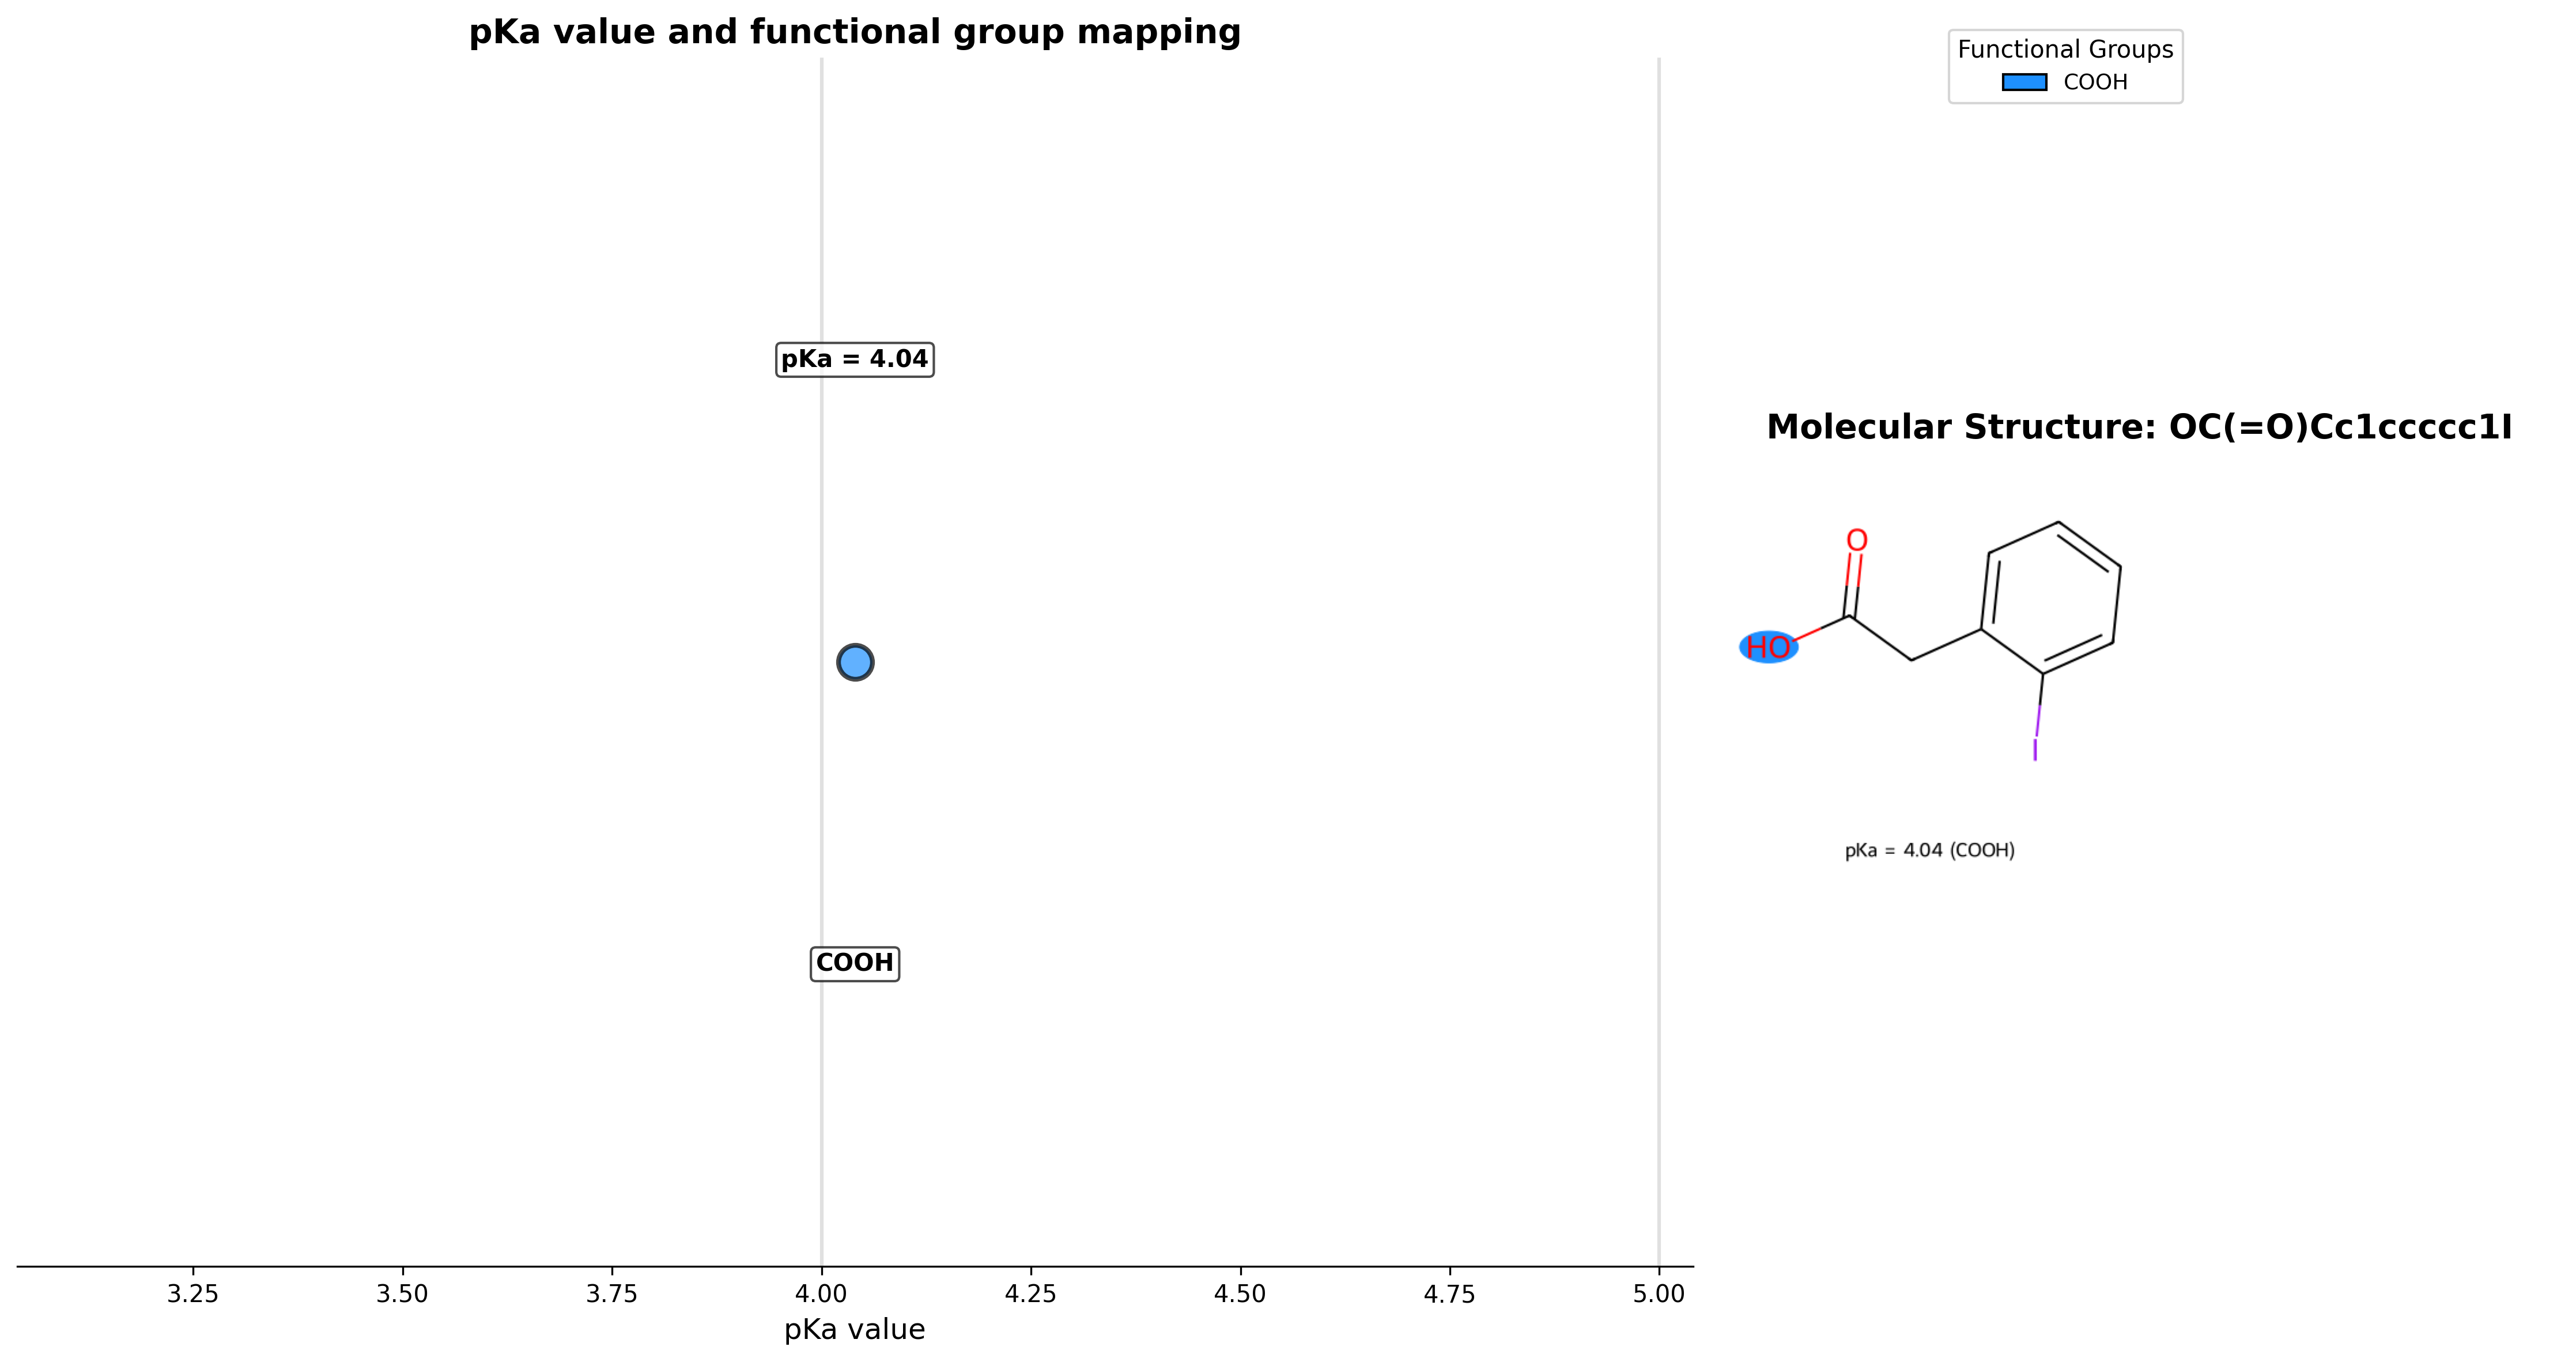 pKa value and functional group mapping
Functional Groups
COOH
pKa = 4.04
COOH
3.25 3.50 3.75 4.00 4.25 4.50 4.75 5.00
pKa value
Molecular Structure: OC(=O)Cc1ccccc1I
O
HO
I
pKa = 4.04 (COOH)